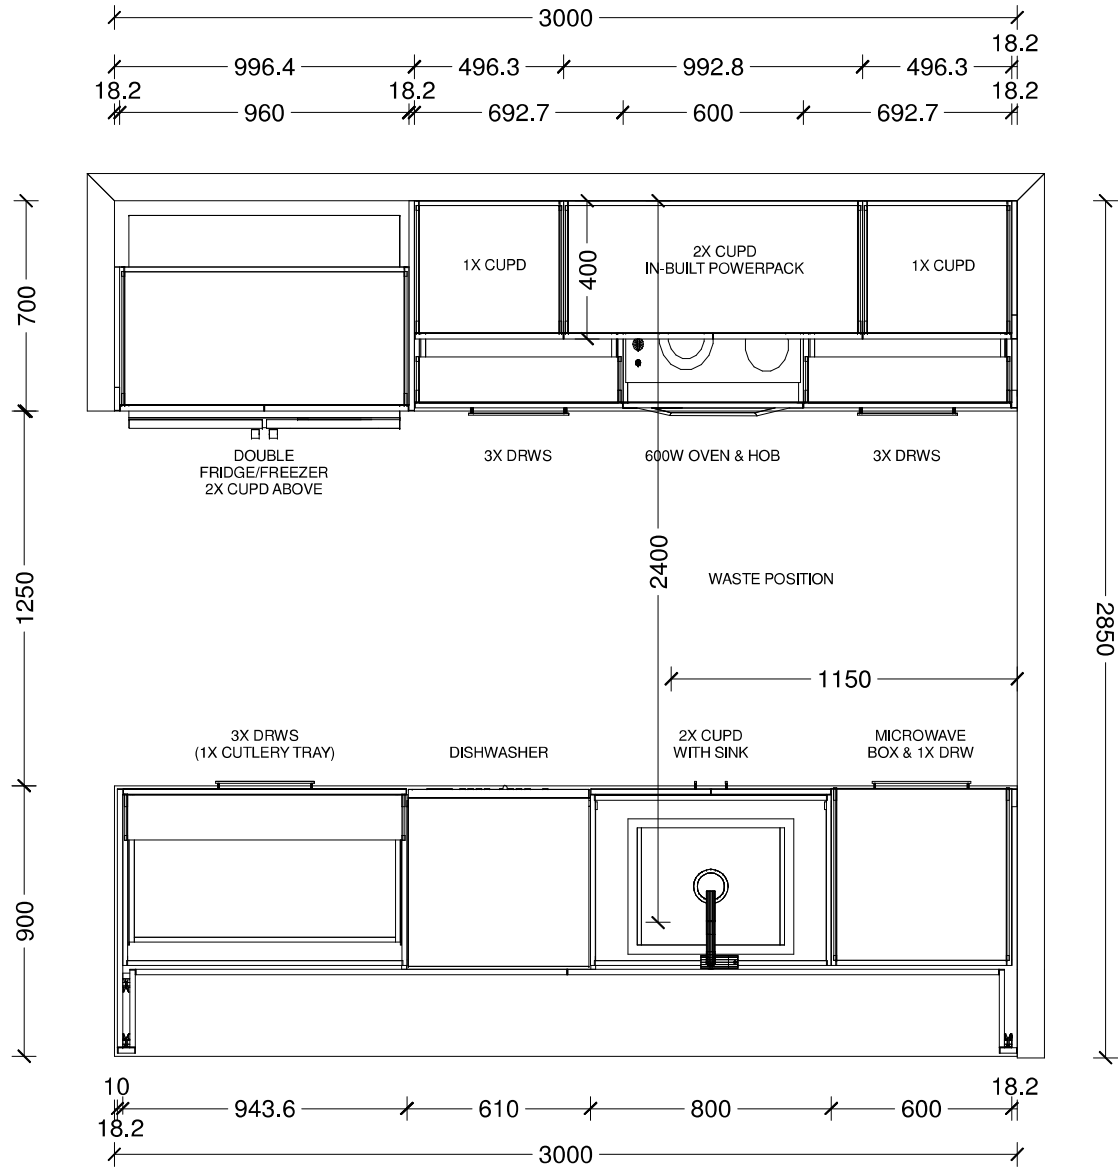 3000
18.2
996.4
496.3
992.8
496.3
18.2
18.2
18.2
960
692.7
600
692.7
1X CUPD
2X CUPD
IN-BUILT POWERPACK
1X CUPD
400
700
DOUBLE
FRIDGE/FREEZER
2X CUPD ABOVE
3X DRWS
600W OVEN & HOB
3X DRWS
2400
WASTE POSITION
1250
2850
1150
3X DRWS
(1X CUTLERY TRAY)
DISHWASHER
2X CUPD
WITH SINK
MICROWAVE
BOX & 1X DRW
900
10
18.2
943.6
610
800
600
18.2
3000